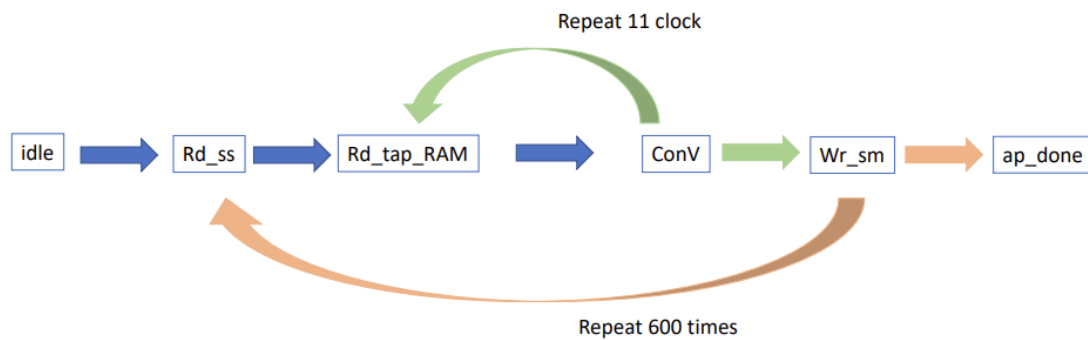 Repeat 11 clock
idle
Rd_ss
Rd_tap_RAM
ConV
Wr_sm
ap_done
Repeat 600 times